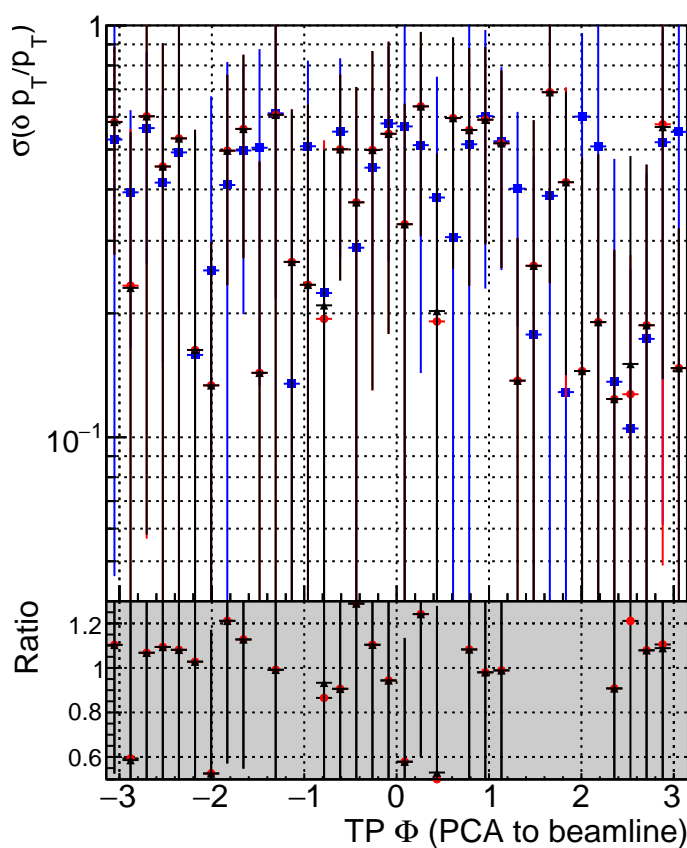 σ(δ p_T/p_T)
1
10⁻¹
Ratio
1.2
1
0.8
0.6
−3 −2 −1 0 1 2 3
TP Φ (PCA to beamline)